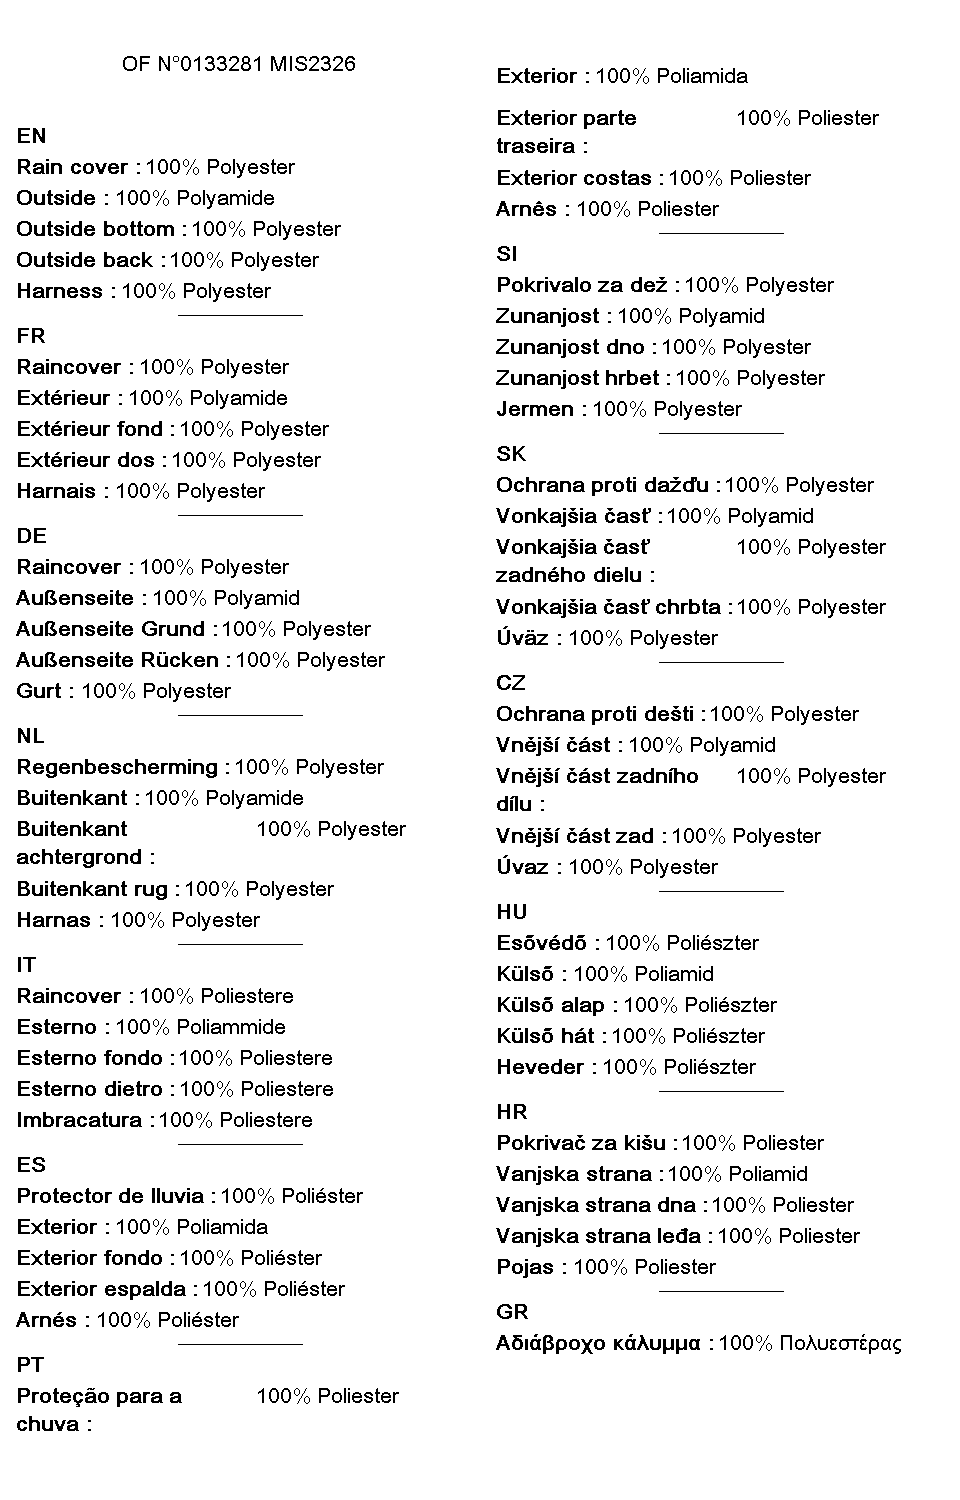 OF N°0133281 MIS2326
EN
Rain cover : 100% Polyester
Outside : 100% Polyamide
Outside bottom : 100% Polyester
Outside back : 100% Polyester
Harness : 100% Polyester
FR
Raincover : 100% Polyester
Extérieur : 100% Polyamide
Extérieur fond : 100% Polyester
Extérieur dos : 100% Polyester
Harnais : 100% Polyester
DE
Raincover : 100% Polyester
Außenseite : 100% Polyamid
Außenseite Grund : 100% Polyester
Außenseite Rücken : 100% Polyester
Gurt : 100% Polyester
NL
Regenbescherming : 100% Polyester
Buitenkant : 100% Polyamide
Buitenkant 100% Polyester
achtergrond :
Buitenkant rug : 100% Polyester
Harnas : 100% Polyester
IT
Raincover : 100% Poliestere
Esterno : 100% Poliammide
Esterno fondo : 100% Poliestere
Esterno dietro : 100% Poliestere
Imbracatura : 100% Poliestere
ES
Protector de lluvia : 100% Poliéster
Exterior : 100% Poliamida
Exterior fondo : 100% Poliéster
Exterior espalda : 100% Poliéster
Arnés : 100% Poliéster
PT
Proteção para a 100% Poliester
chuva :
Exterior : 100% Poliamida
Exterior parte 100% Poliester
traseira :
Exterior costas : 100% Poliester
Arnês : 100% Poliester
SI
Pokrivalo za dež : 100% Polyester
Zunanjost : 100% Polyamid
Zunanjost dno : 100% Polyester
Zunanjost hrbet : 100% Polyester
Jermen : 100% Polyester
SK
Ochrana proti dažďu : 100% Polyester
Vonkajšia časť : 100% Polyamid
Vonkajšia časť 100% Polyester
zadného dielu :
Vonkajšia časť chrbta : 100% Polyester
Úväz : 100% Polyester
CZ
Ochrana proti dešti : 100% Polyester
Vnější část : 100% Polyamid
Vnější část zadního 100% Polyester
dílu :
Vnější část zad : 100% Polyester
Úvaz : 100% Polyester
HU
Esõvédõ : 100% Poliészter
Külsõ : 100% Poliamid
Külsõ alap : 100% Poliészter
Külsõ hát : 100% Poliészter
Heveder : 100% Poliészter
HR
Pokrivač za kišu : 100% Poliester
Vanjska strana : 100% Poliamid
Vanjska strana dna : 100% Poliester
Vanjska strana leđa : 100% Poliester
Pojas : 100% Poliester
GR
Αδιάβροχο κάλυμμα : 100% Πολυεστέρας